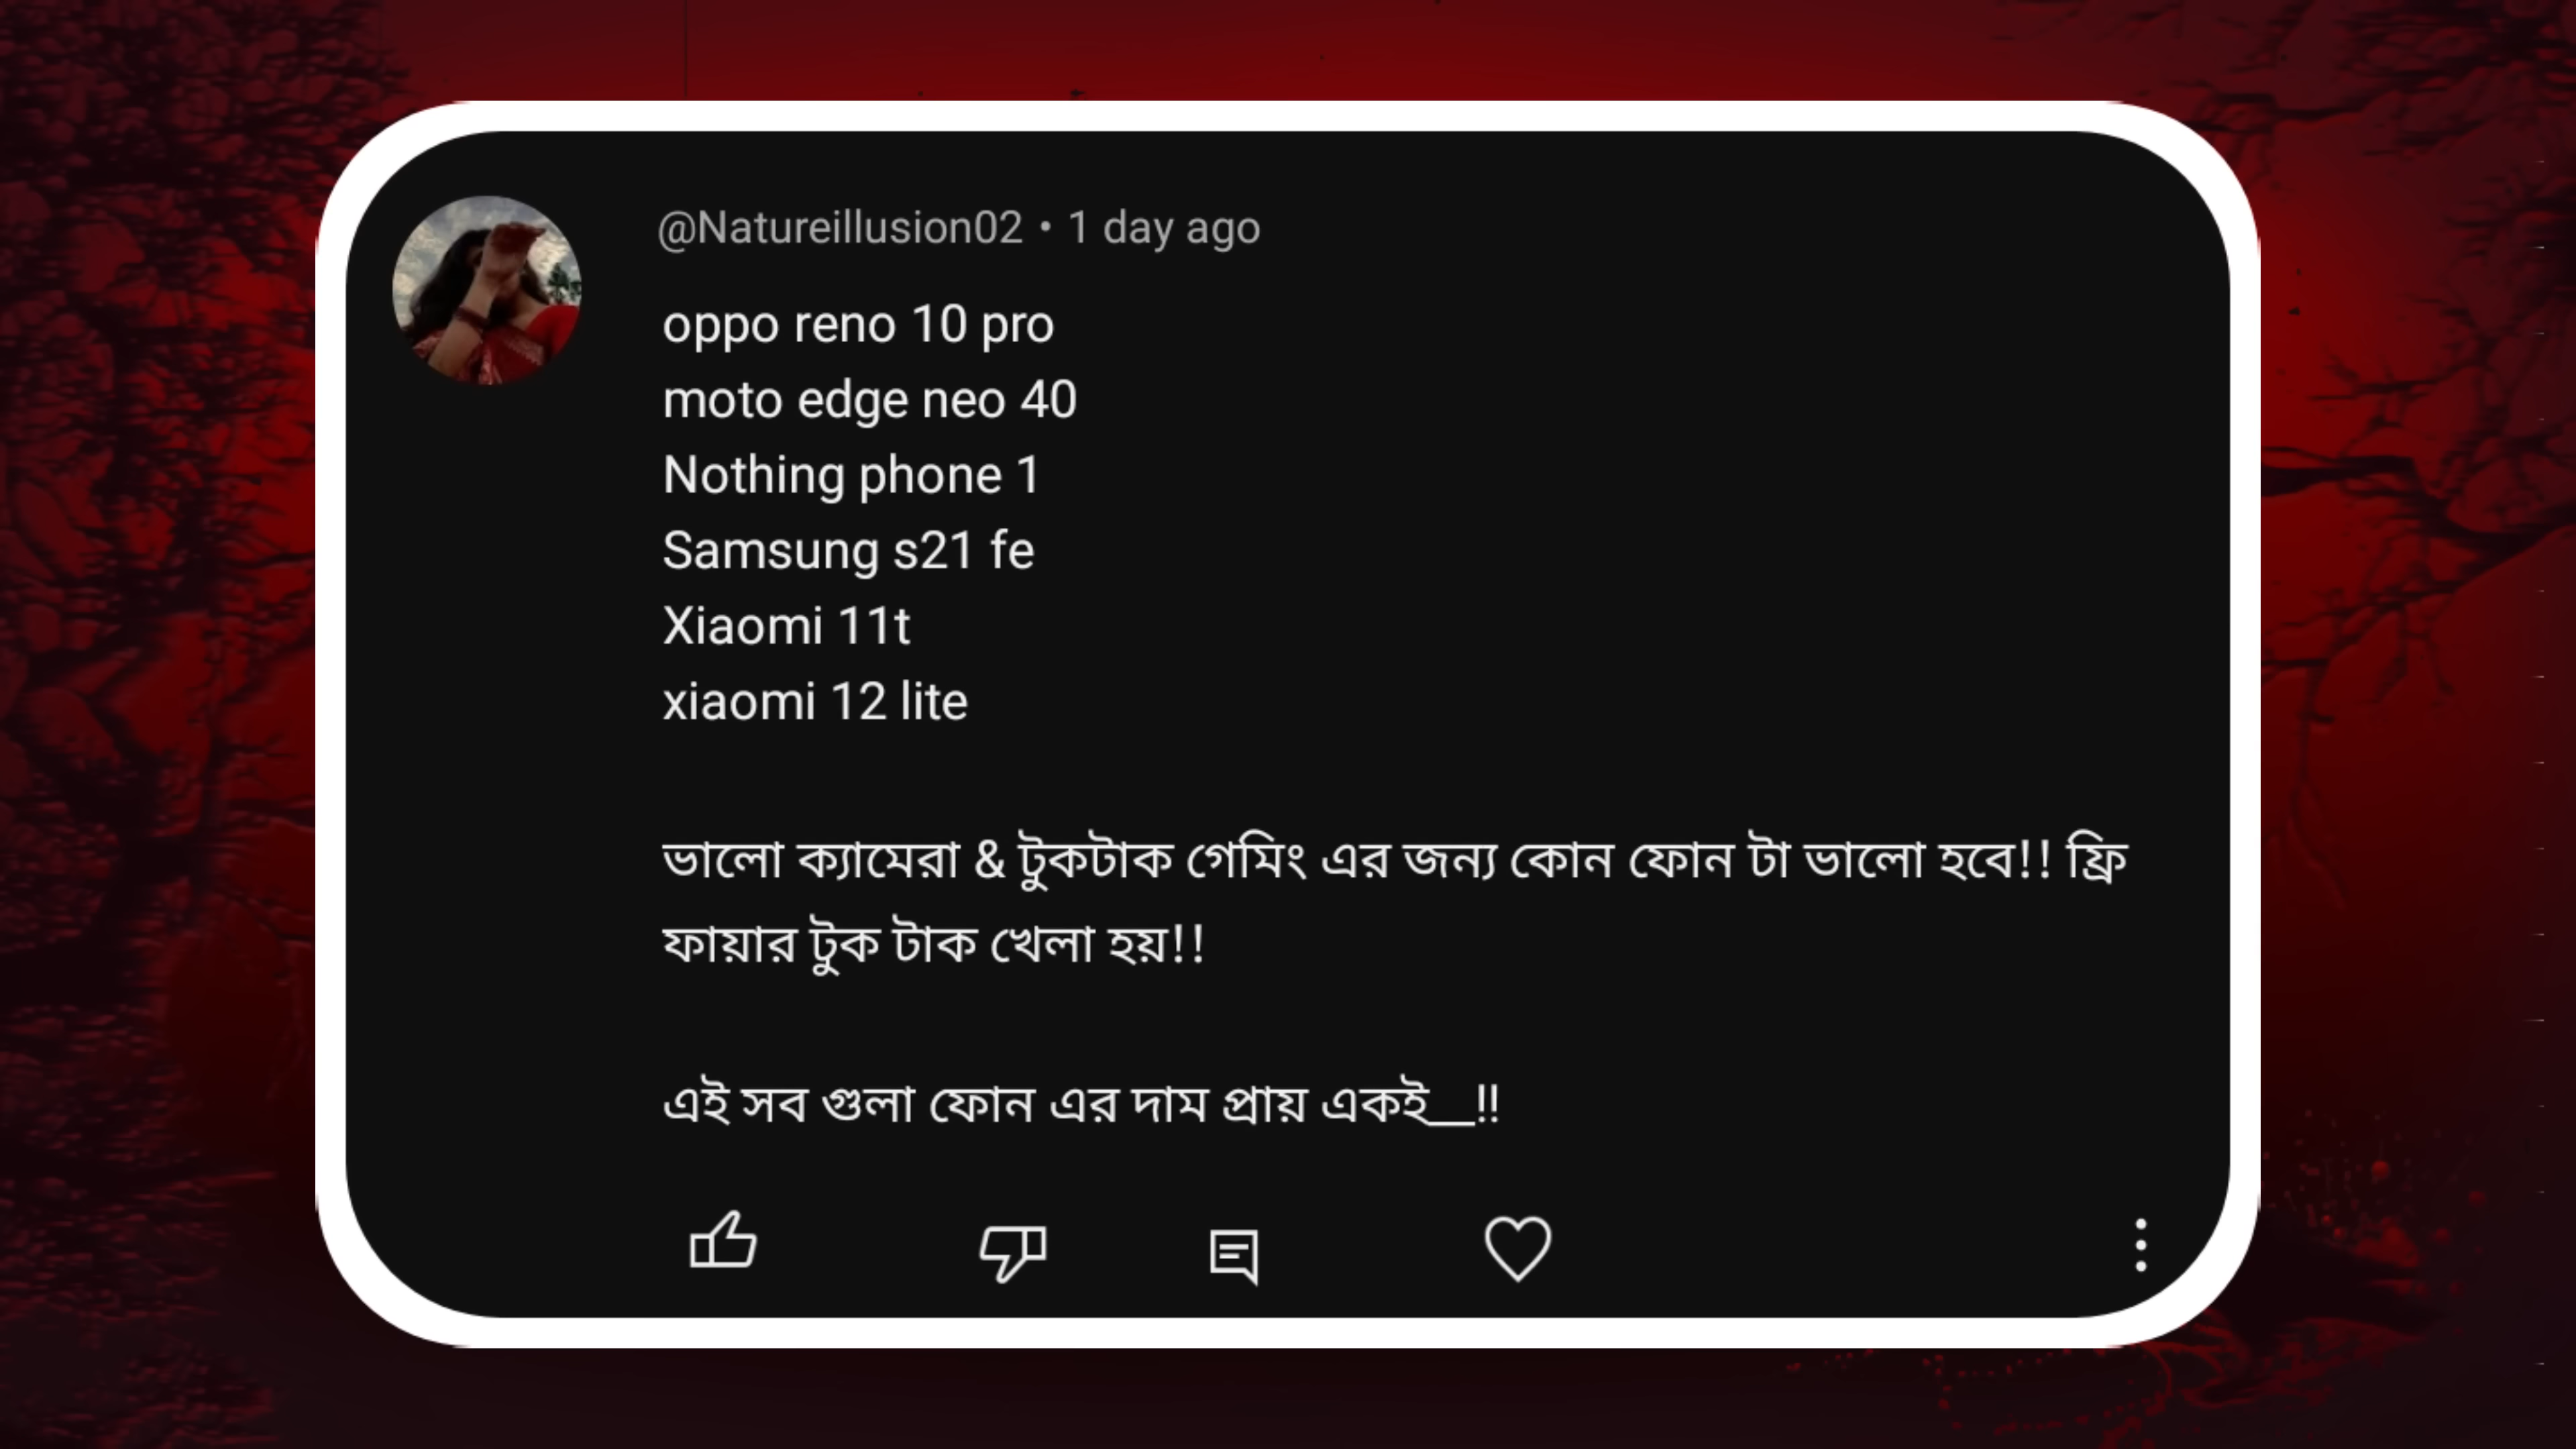 @Natureillusion02 • 1 day ago
oppo reno 10 pro
moto edge neo 40
Nothing phone 1
Samsung s21 fe
Xiaomi 11t
xiaomi 12 lite
ভালো ক্যামেরা & টুকটাক গেমিং এর জন্য কোন ফোন টা ভালো হবে!! ফ্রি
ফায়ার টুক টাক খেলা হয়!!
এই সব গুলা ফোন এর দাম প্রায় একই__!!